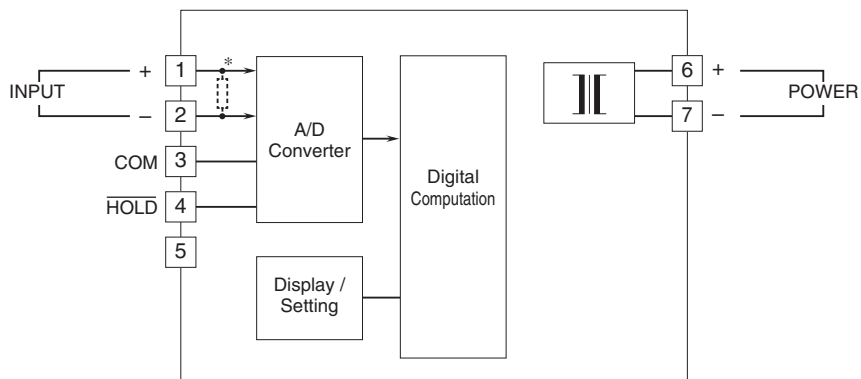 INPUT
+
–
1
*
2
COM
3
HOLD
4
5
A/D
Converter
Digital
Computation
Display /
Setting
6
+
7
–
POWER